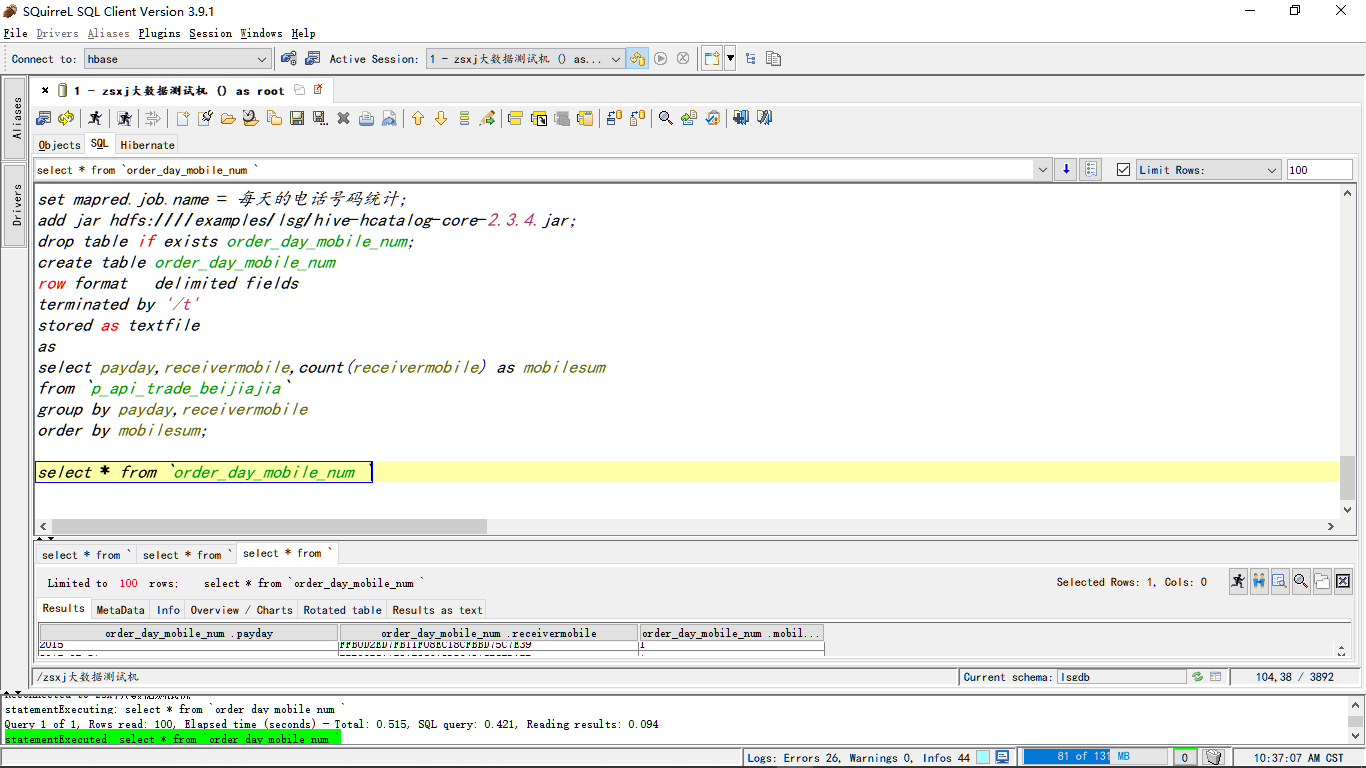 SQuirreL SQL Client Version 3.9.1
File Drivers Aliases Plugins Session Windows Help
Connect to: hbase Active Session: 1 - zsxj大数据测试机 () as...
1 - zsxj大数据测试机 () as root
Aliases
Drivers
Objects SQL Hibernate
select * from `order_day_mobile_num ` Limit Rows: 100
set mapred.job.name = 每天的电话号码统计;
add jar hdfs:////examples/lsg/hive-hcatalog-core-2.3.4.jar;
drop table if exists order_day_mobile_num;
create table order_day_mobile_num
row format delimited fields
terminated by '/t'
stored as textfile
as
select payday,receivermobile,count(receivermobile) as mobilesum
from `p_api_trade_beijiajia`
group by payday,receivermobile
order by mobilesum;
select * from `order_day_mobile_num `
select * from ` select * from ` select * from `
Limited to 100 rows; select * from `order_day_mobile_num ` Selected Rows: 1, Cols: 0
Results MetaData Info Overview / Charts Rotated table Results as text
order_day_mobile_num .payday order_day_mobile_num .receivermobile order_day_mobile_num .mobil...
2015 1
/zsxj大数据测试机 Current schema: lsgdb 104,38 / 3892
statementExecuting: select * from `order_day_mobile_num `
Query 1 of 1, Rows read: 100, Elapsed time (seconds) - Total: 0.515, SQL query: 0.421, Reading results: 0.094
statementExecuted: select * from `order_day_mobile_num `
Logs: Errors 26, Warnings 0, Infos 44 81 of 131 MB 0 10:37:07 AM CST